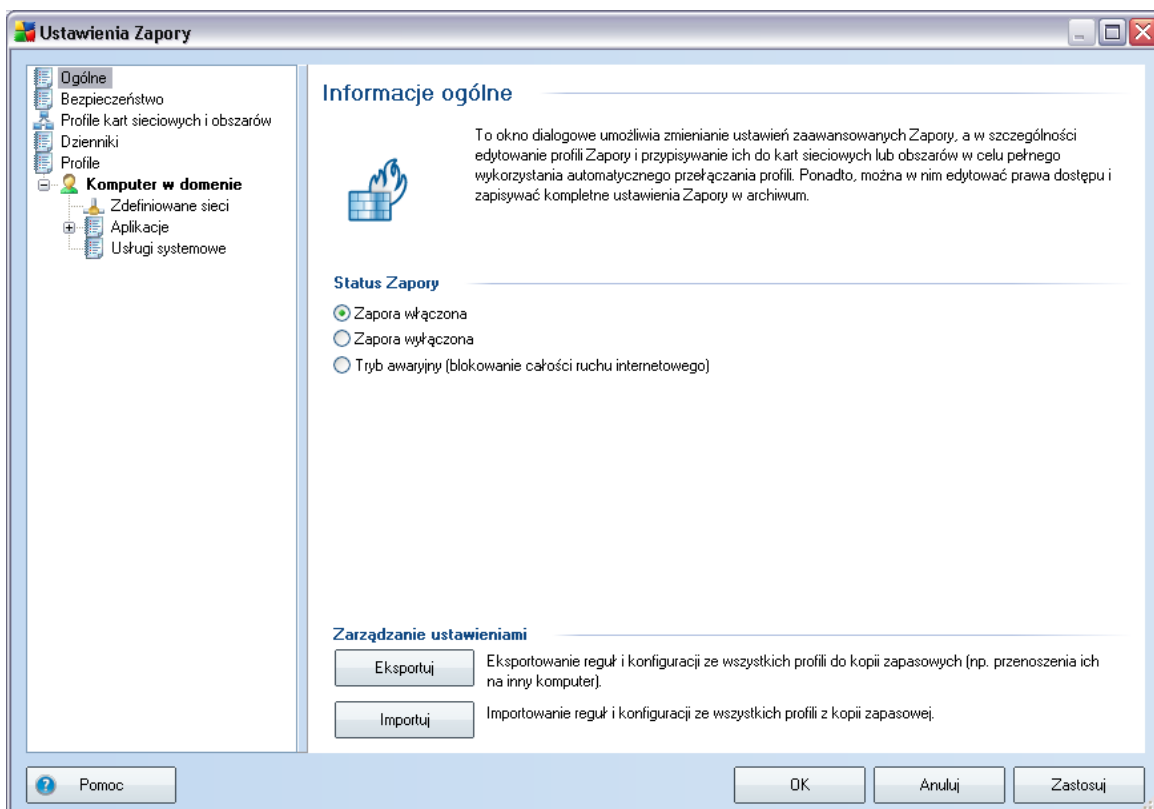 Ustawienia Zapory
Ogólne
Bezpieczeństwo
Profile kart sieciowych i obszarów
Dzienniki
Profile
Komputer w domenie
Zdefiniowane sieci
Aplikacje
Usługi systemowe
Informacje ogólne
To okno dialogowe umożliwia zmienianie ustawień zaawansowanych Zapory, a w szczególności
edytowanie profili Zapory i przypisywanie ich do kart sieciowych lub obszarów w celu pełnego
wykorzystania automatycznego przełączania profili. Ponadto, można w nim edytować prawa dostępu i
zapisywać kompletne ustawienia Zapory w archiwum.
Status Zapory
Zapora włączona
Zapora wyłączona
Tryb awaryjny (blokowanie całości ruchu internetowego)
Zarządzanie ustawieniami
Eksportuj
Eksportowanie reguł i konfiguracji ze wszystkich profili do kopii zapasowych (np. przenoszenia ich
na inny komputer).
Importuj
Importowanie reguł i konfiguracji ze wszystkich profili z kopii zapasowej.
Pomoc
OK
Anuluj
Zastosuj